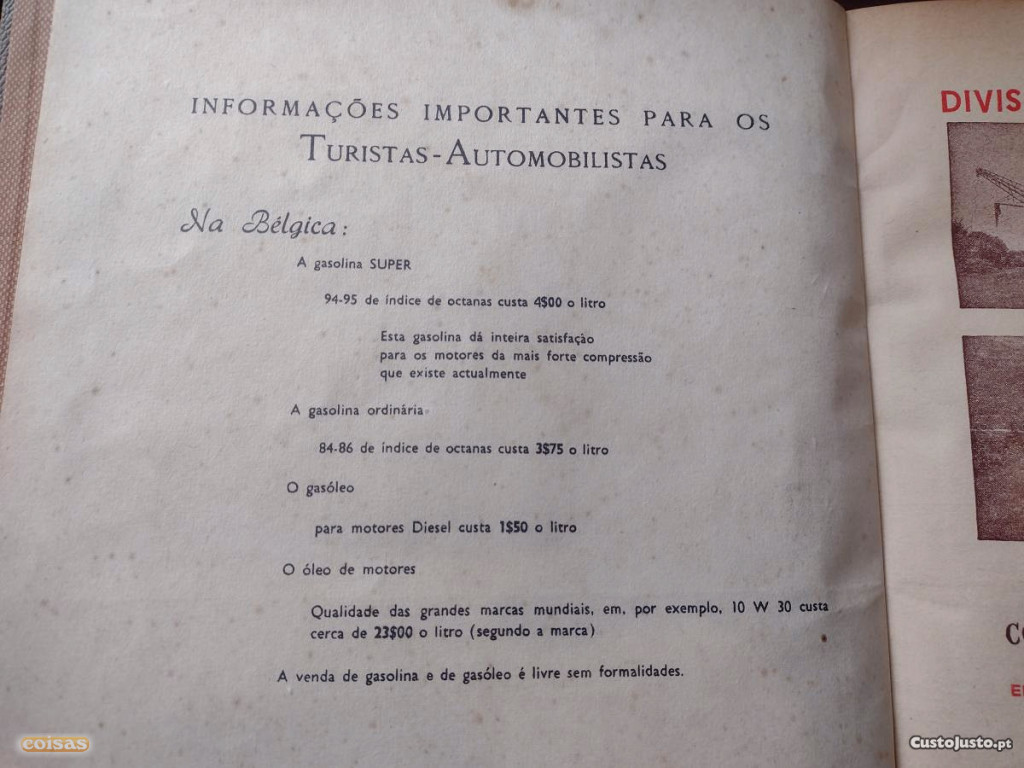 INFORMAÇÕES IMPORTANTES PARA OS
TURISTAS-AUTOMOBILISTAS
Na Bélgica:
A gasolina SUPER
94-95 de índice de octanas custa 4$00 o litro
Esta gasolina dá inteira satisfação
para os motores da mais forte compressão
que existe actualmente
A gasolina ordinária
84-86 de índice de octanas custa 3$75 o litro
O gasóleo
para motores Diesel custa 1$50 o litro
O óleo de motores
Qualidade das grandes marcas mundiais, em, por exemplo, 10 W 30 custa
cerca de 23$00 o litro (segundo a marca)
A venda de gasolina e de gasóleo é livre sem formalidades.
DIVIS
coisas
CustoJusto.pt